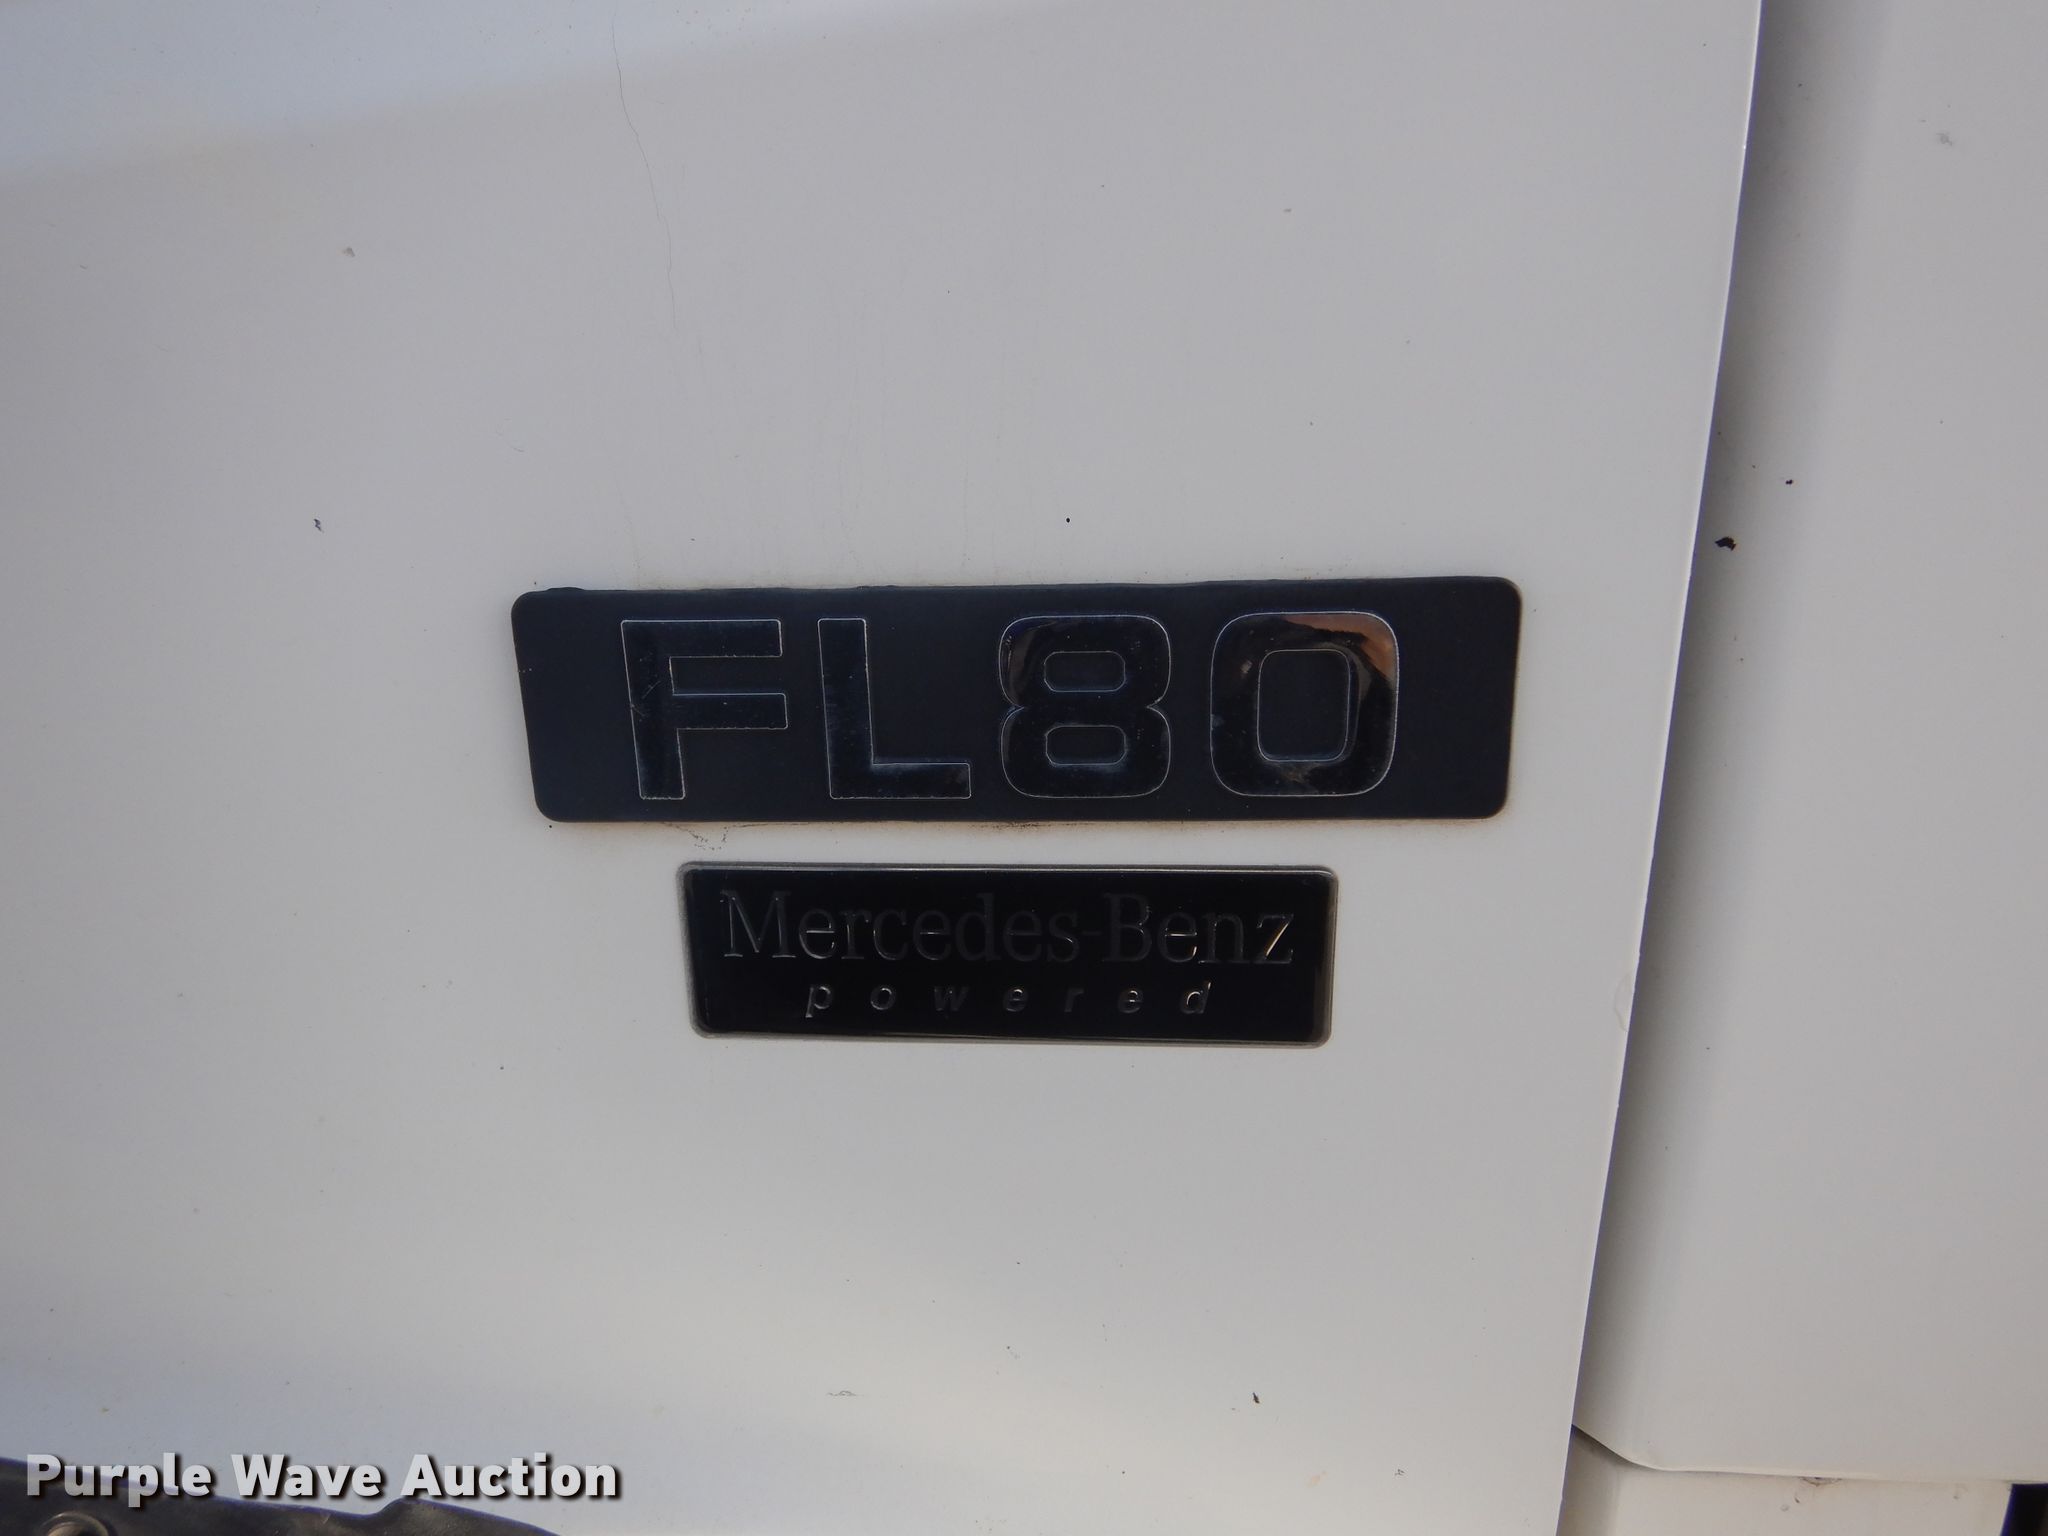 FL80
Mercedes-Benz
powered
Purple Wave Auction